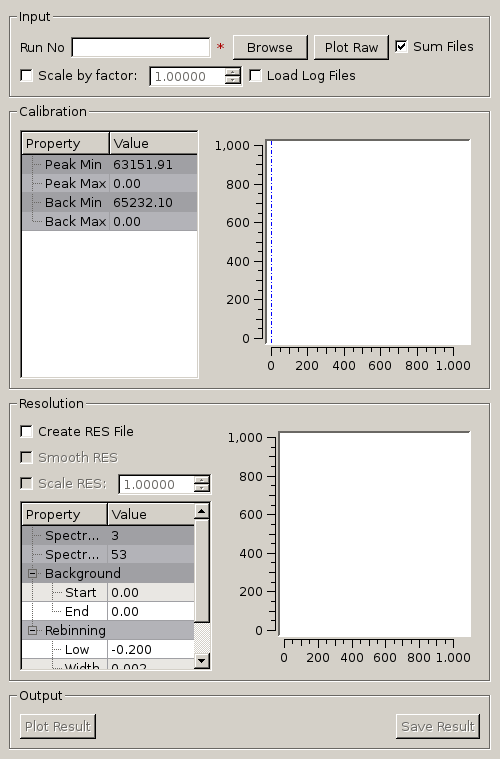 Input
Run No * Browse Plot Raw Sum Files
Scale by factor: 1.00000 Load Log Files
Calibration
Property Value
Peak Min 63151.91
Peak Max 0.00
Back Min 65232.10
Back Max 0.00
1,000
800
600
400
200
0
0 200 400 600 800 1.000
Resolution
Create RES File
Smooth RES
Scale RES: 1.00000
Property Value
Spectr... 3
Spectr... 53
Background
Start 0.00
End 0.00
Rebinning
Low -0.200
Width 0.002
1,000
800
600
400
200
0
0 200 400 600 800 1.000
Output
Plot Result Save Result